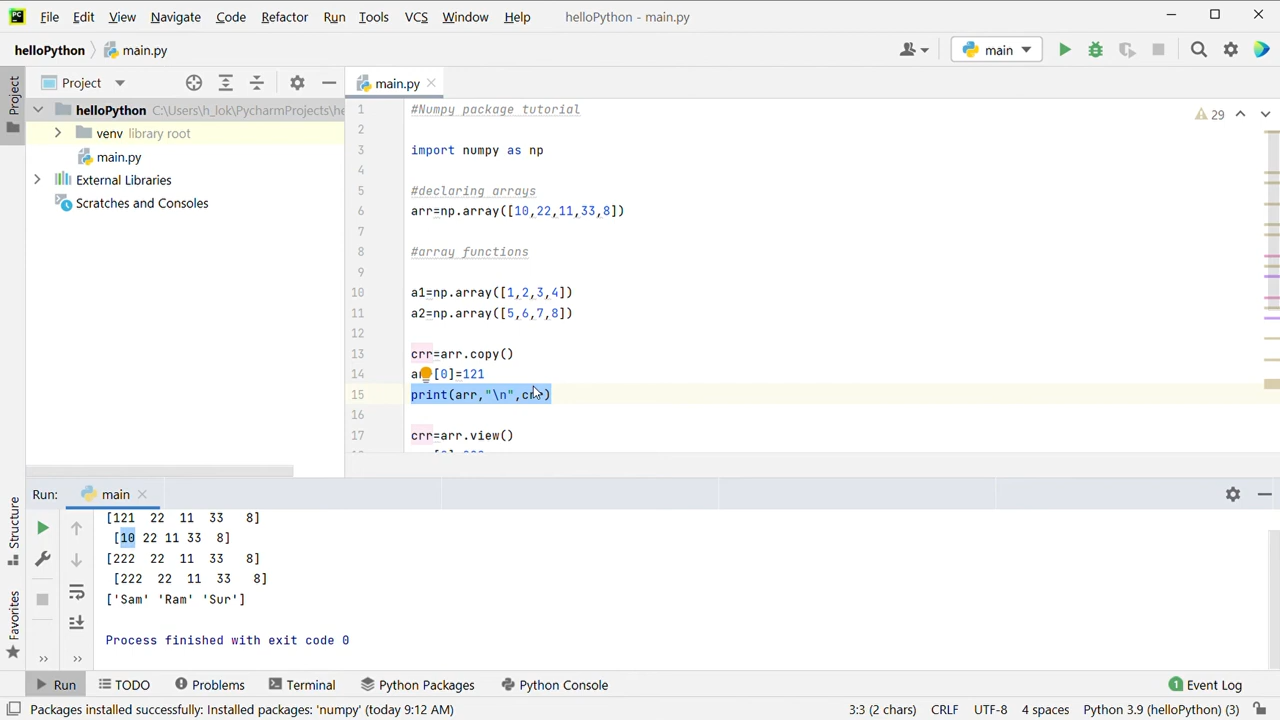 File Edit View Navigate Code Refactor Run Tools VCS Window Help helloPython - main.py
helloPython main.py main
Project main.py
Project
helloPython C:\Users\h_lok\PycharmProjects\he
venv library root
main.py
External Libraries
Scratches and Consoles
29
1 #Numpy package tutorial
2
3 import numpy as np
4
5 #declaring arrays
6 arr=np.array([10,22,11,33,8])
7
8 #array functions
9
10 a1=np.array([1,2,3,4])
11 a2=np.array([5,6,7,8])
12
13 crr=arr.copy()
14 a [0]=121
15 print(arr,"\n",crr)
16
17 crr=arr.view()
Run: main
[121 22 11 33 8]
[10 22 11 33 8]
[222 22 11 33 8]
[222 22 11 33 8]
['Sam' 'Ram' 'Sur']
Process finished with exit code 0
Structure
Favorites
Run TODO Problems Terminal Python Packages Python Console 1 Event Log
Packages installed successfully: Installed packages: 'numpy' (today 9:12 AM) 3:3 (2 chars) CRLF UTF-8 4 spaces Python 3.9 (helloPython) (3)